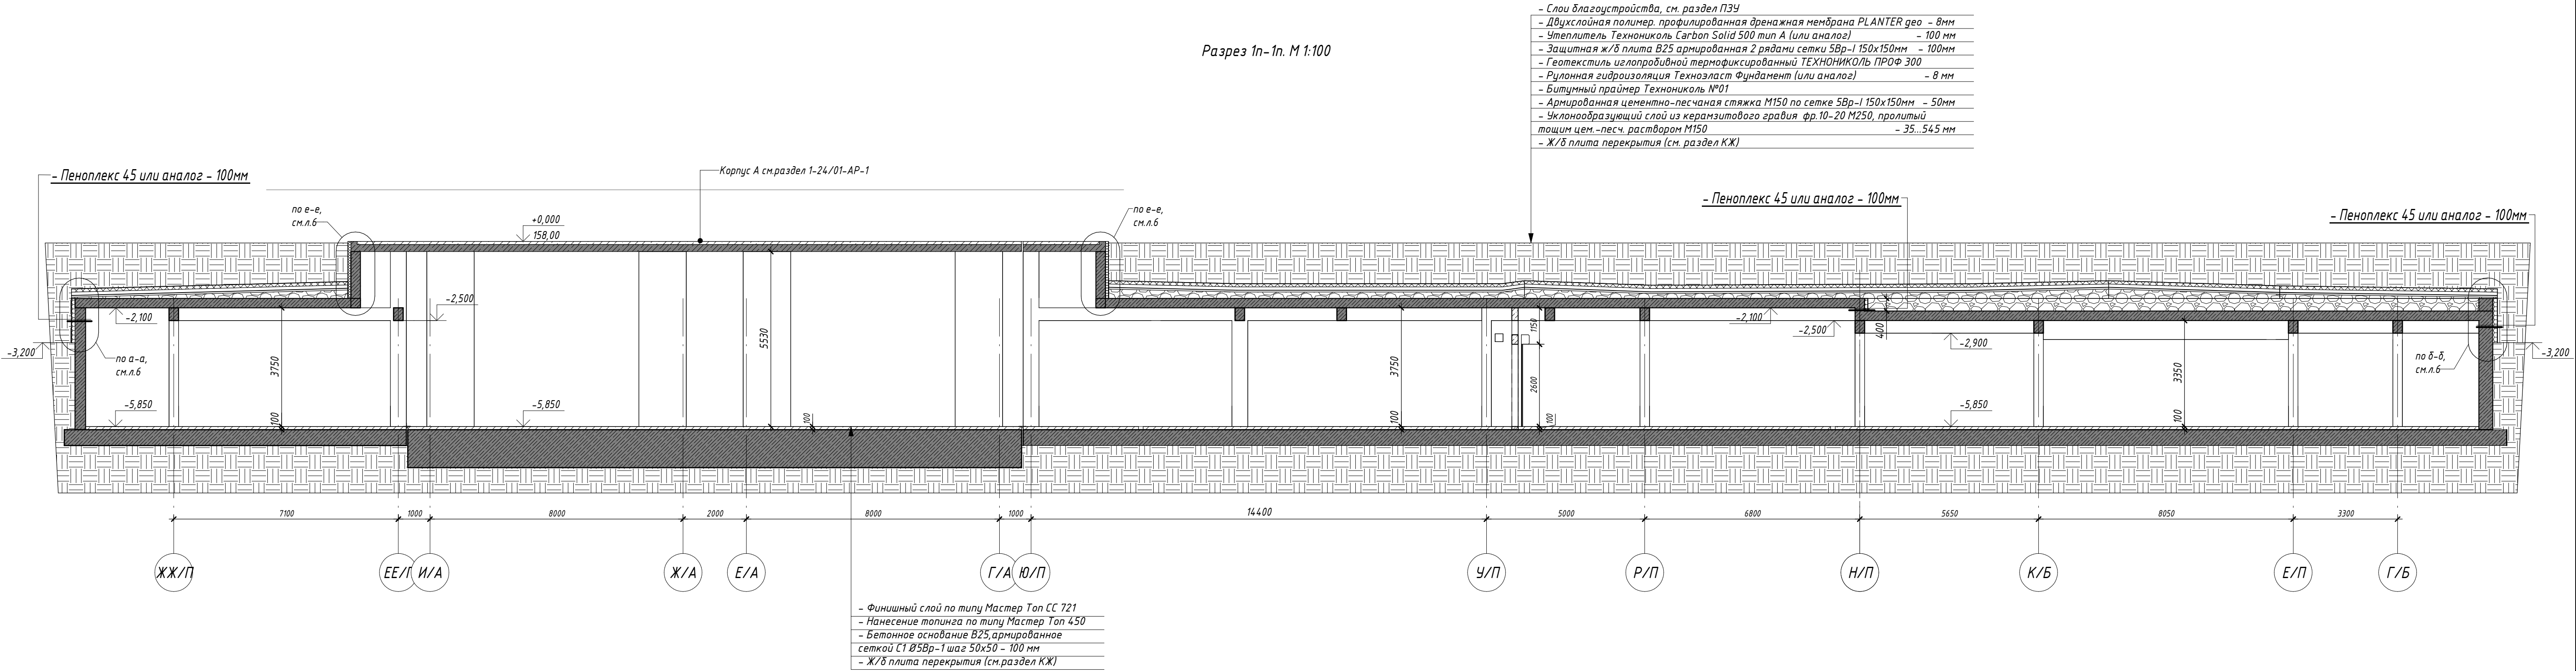 Разрез 1п-1п. М 1:100
- Слои благоустройства, см. раздел ПЗУ
- Двухслойная полимер. профилированная дренажная мембрана PLANTER geo - 8мм
- Утеплитель Технониколь Carbon Solid 500 тип А (или аналог) - 100 мм
- Защитная ж/б плита В25 армированная 2 рядами сетки 5Вр-I 150х150мм - 100мм
- Геотекстиль иглопробивной термофиксированный ТЕХНОНИКОЛЬ ПРОФ 300
- Рулонная гидроизоляция Техноэласт Фундамент (или аналог) - 8 мм
- Битумный праймер Технониколь №01
- Армированная цементно-песчаная стяжка М150 по сетке 5Вр-I 150х150мм - 50мм
- Уклонообразующий слой из керамзитового гравия фр.10-20 М250, пролитый
тощим цем.-песч. раствором М150 - 35...545 мм
- Ж/б плита перекрытия (см. раздел КЖ)
- Пеноплекс 45 или аналог - 100мм
Корпус А см.раздел 1-24/01-АР-1
- Пеноплекс 45 или аналог - 100мм
- Пеноплекс 45 или аналог - 100мм
по е-е,
см.л.6
по е-е,
см.л.6
+0,000
158,00
-2,500
-2,100
-3,200
по а-а,
см.л.6
3750
100
-5,850
-5,850
5530
100
3750
100
1150
2600
100
-2,100
-2,500
400
-2,900
-5,850
3350
100
по б-б,
см.л.6
-3,200
7100 1000 8000 2000 8000 1000 14400 5000 6800 5650 8050 3300
ЖЖ/П ЕЕ/П И/А Ж/А Е/А Г/А Ю/П У/П Р/П Н/П К/Б Е/П Г/Б
- Финишный слой по типу Мастер Топ СС 721
- Нанесение топинга по типу Мастер Топ 450
- Бетонное основание В25,армированное
сеткой С1 Ø5Вр-1 шаг 50х50 - 100 мм
- Ж/б плита перекрытия (см.раздел КЖ)